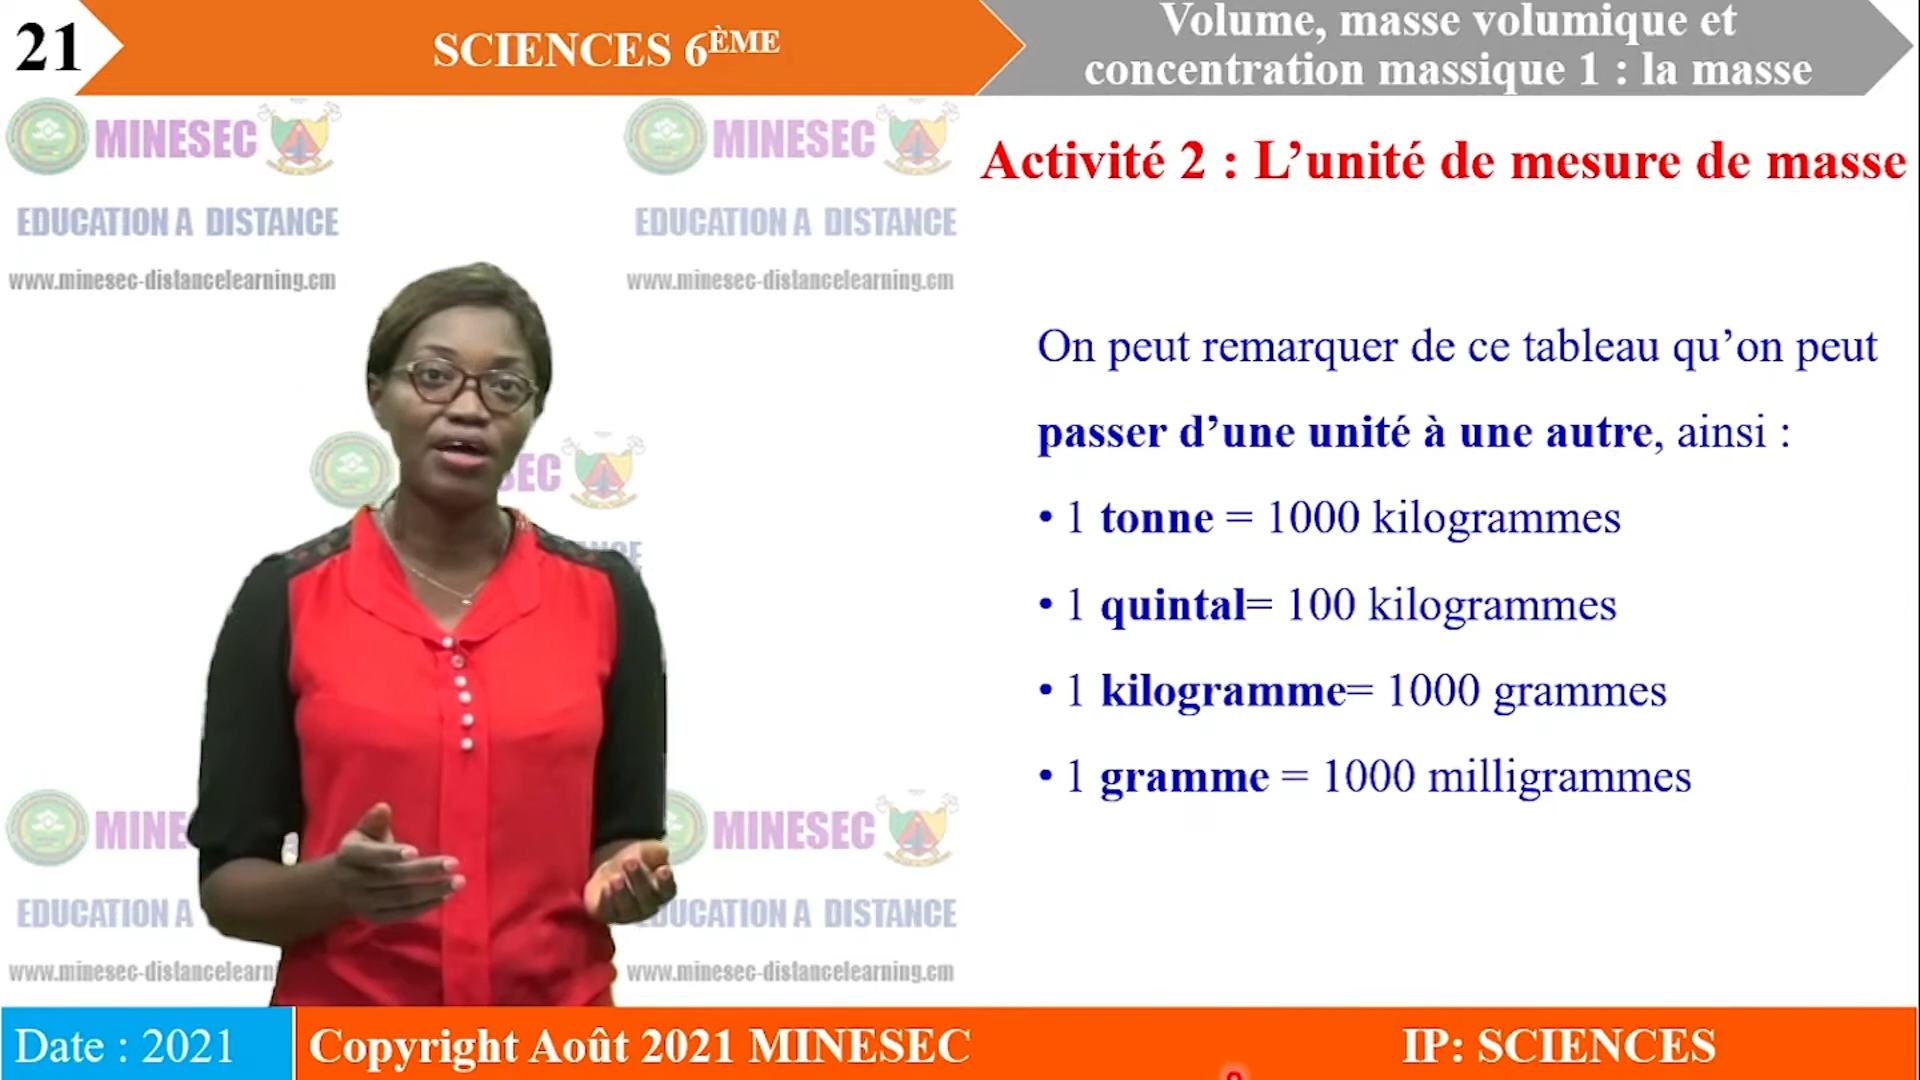 21
SCIENCES 6ÈME
Volume, masse volumique et
concentration massique 1 : la masse
MINESEC
EDUCATION A DISTANCE
www.minesec-distancelearning.cm
MINESEC
EDUCATION A DISTANCE
www.minesec-distancelearning.cm
Activité 2 : L’unité de mesure de masse
On peut remarquer de ce tableau qu’on peut
passer d’une unité à une autre, ainsi :
• 1 tonne = 1000 kilogrammes
• 1 quintal= 100 kilogrammes
• 1 kilogramme= 1000 grammes
• 1 gramme = 1000 milligrammes
MINESEC
EDUCATION A DISTANCE
www.minesec-distancelearning.cm
EDUCATION A
Date : 2021
Copyright Août 2021 MINESEC
IP: SCIENCES